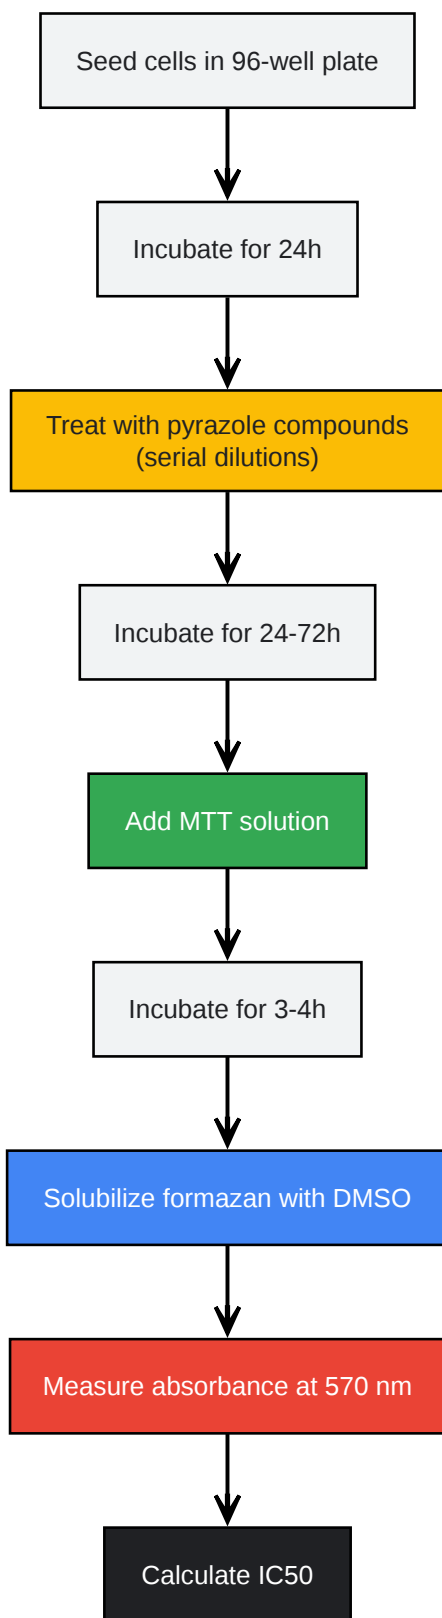 Seed cells in 96-well plate
Incubate for 24h
Treat with pyrazole compounds
(serial dilutions)
Incubate for 24-72h
Add MTT solution
Incubate for 3-4h
Solubilize formazan with DMSO
Measure absorbance at 570 nm
Calculate IC50